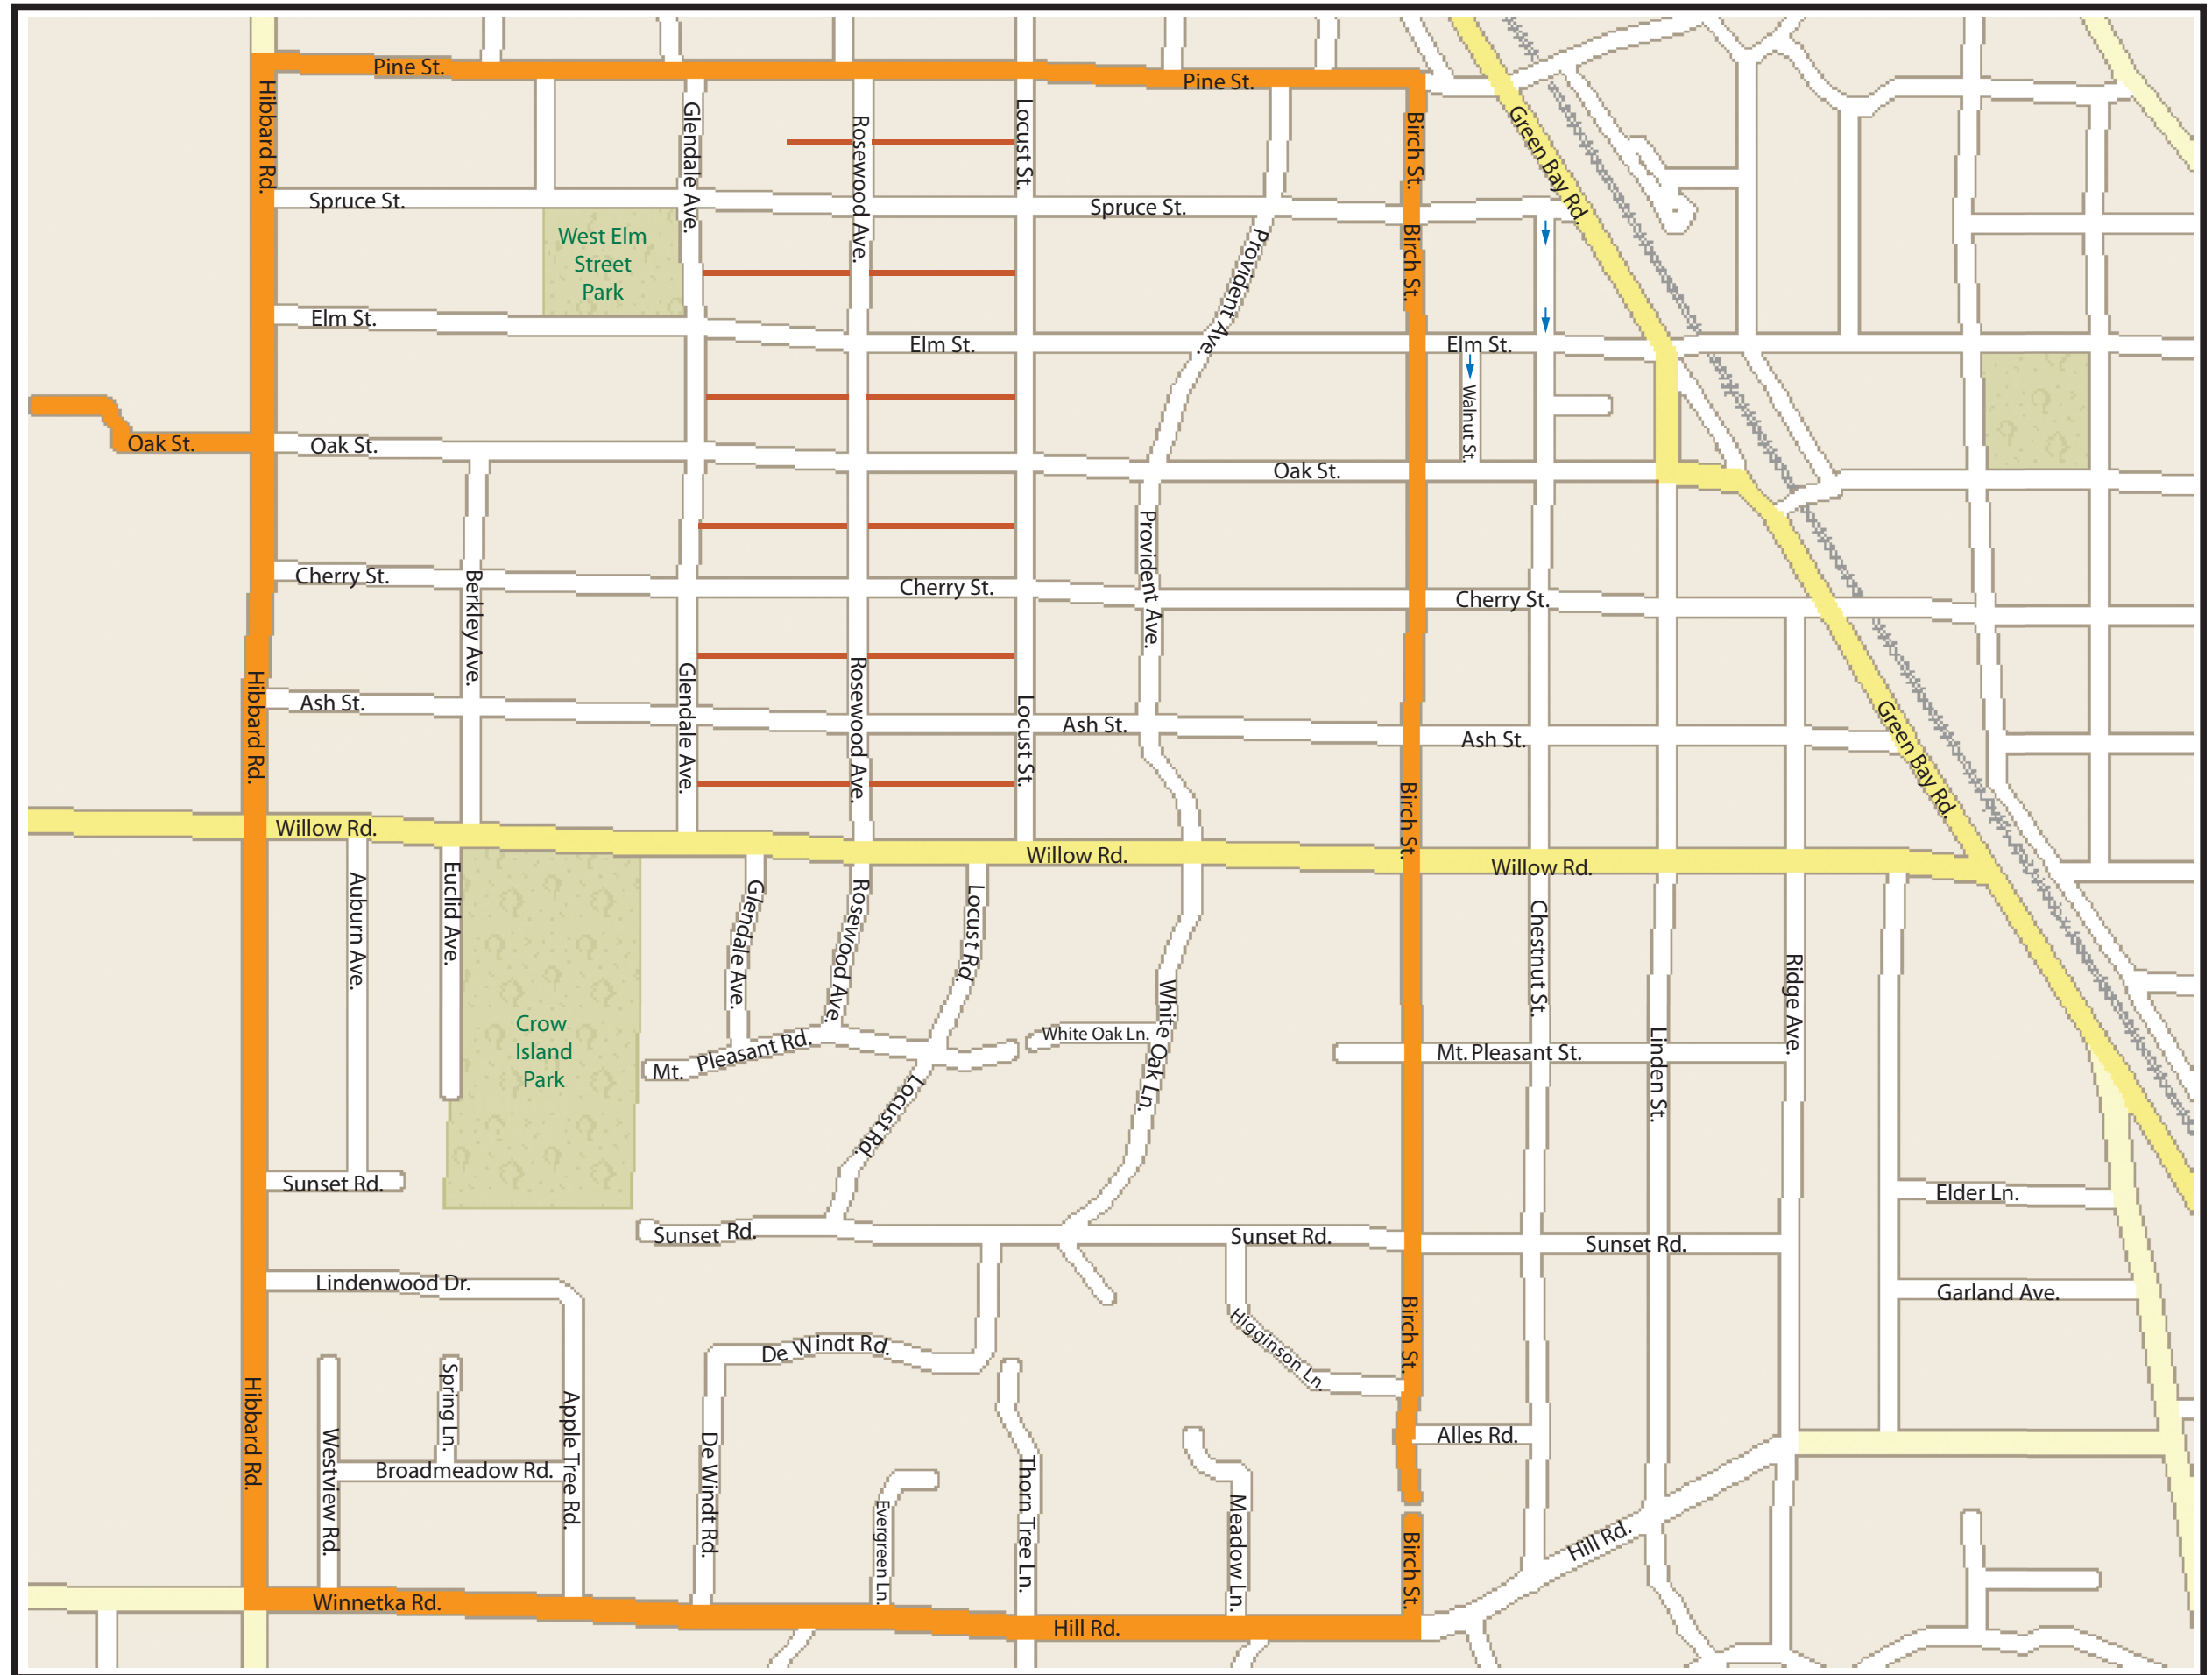 Pine St.
Pine St.
Hibbard Rd.
Glendale Ave.
Rosewood Ave.
Locust St.
Birch St.
Green Bay Rd.
Spruce St.
Spruce St.
West Elm
Street
Park
Provident Ave.
Birch St.
Elm St.
Elm St.
Elm St.
Walnut St.
Oak St.
Oak St.
Oak St.
Provident Ave.
Cherry St.
Berkley Ave.
Cherry St.
Cherry St.
Hibbard Rd.
Glendale Ave.
Rosewood Ave.
Locust St.
Ash St.
Ash St.
Ash St.
Green Bay Rd.
Birch St.
Willow Rd.
Willow Rd.
Willow Rd.
Auburn Ave.
Euclid Ave.
Glendale Ave.
Rosewood Ave.
Locust Rd.
White Oak Ln.
Chestnut St.
Ridge Ave.
Linden St.
Crow
Island
Park
Mt. Pleasant Rd.
White Oak Ln.
Mt. Pleasant St.
Locust Rd.
Sunset Rd.
Elder Ln.
Sunset Rd.
Sunset Rd.
Sunset Rd.
Lindenwood Dr.
Garland Ave.
De Windt Rd.
Higginson Ln.
Birch St.
Hibbard Rd.
Westview Rd.
Spring Ln.
Apple Tree Rd.
Broadmeadow Rd.
De Windt Rd.
Evergreen Ln.
Thorn Tree Ln.
Meadow Ln.
Alles Rd.
Birch St.
Hill Rd.
Winnetka Rd.
Hill Rd.